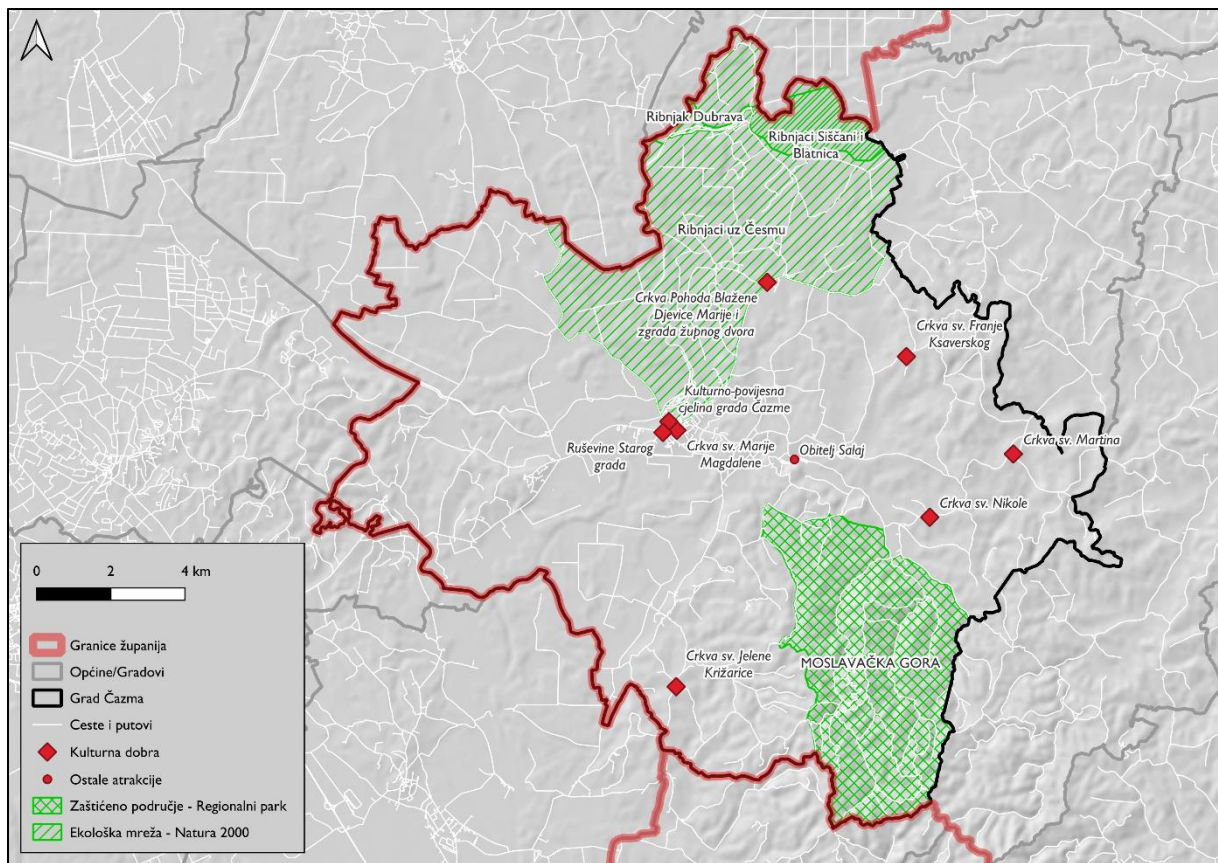 Ribnjak Dubrava
Ribnjaci Siščani i
Blatnica
Ribnjaci uz Česmu
Crkva Pohoda Blažene
Djevice Marije i
zgrada župnog dvora
Crkva sv. Franje
Ksaverskog
Kulturno-povijesna
cjelina grada Čazme
Ruševine Starog
grada
Crkva sv. Marije
Magdalene
Obitelj Salaj
Crkva sv. Martina
Crkva sv. Nikole
MOSLAVAČKA GORA
Crkva sv. Jelene
Križarice
0 2 4 km
Granice županija
Općine/Gradovi
Grad Čazma
Ceste i putovi
Kulturna dobra
Ostale atrakcije
Zaštićeno područje - Regionalni park
Ekološka mreža - Natura 2000